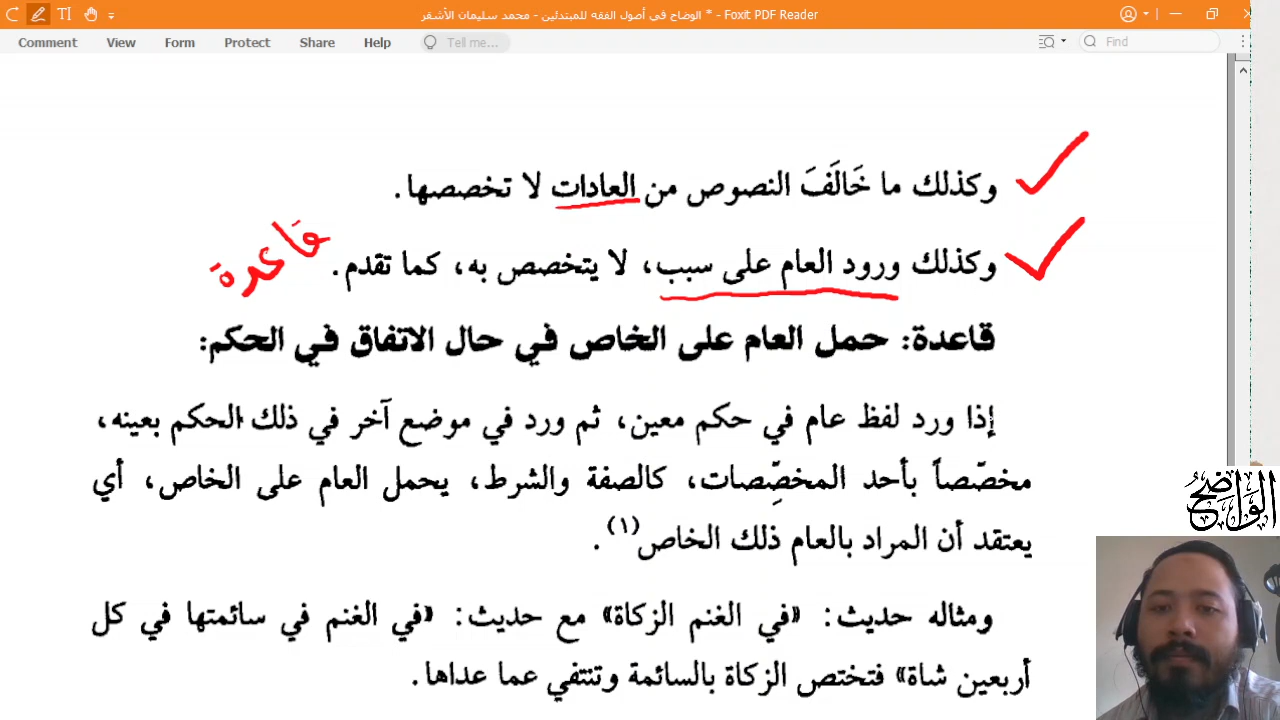 الوضاح في أصول الفقه للمبتدئين - محمد سليمان الأشقر * - Foxit PDF Reader
Comment View Form Protect Share Help Tell me... Find
وكذلك ما خَالَفَ النصوص من العادات لا تخصصها.
وكذلك ورود العام على سبب، لا يتخصص به، كما تقدم.
قاعدة
قاعدة: حمل العام على الخاص في حال الاتفاق في الحكم:
إذا ورد لفظ عام في حكم معين، ثم ورد في موضع آخر في ذلك الحكم بعينه،
مخصّصاً بأحد المخصِّصات، كالصفة والشرط، يحمل العام على الخاص، أي
يعتقد أن المراد بالعام ذلك الخاص(١).
ومثاله حديث: «في الغنم الزكاة» مع حديث: «في الغنم في سائمتها في كل
أربعين شاة» فتختص الزكاة بالسائمة وتنتفي عما عداها.
الواضح